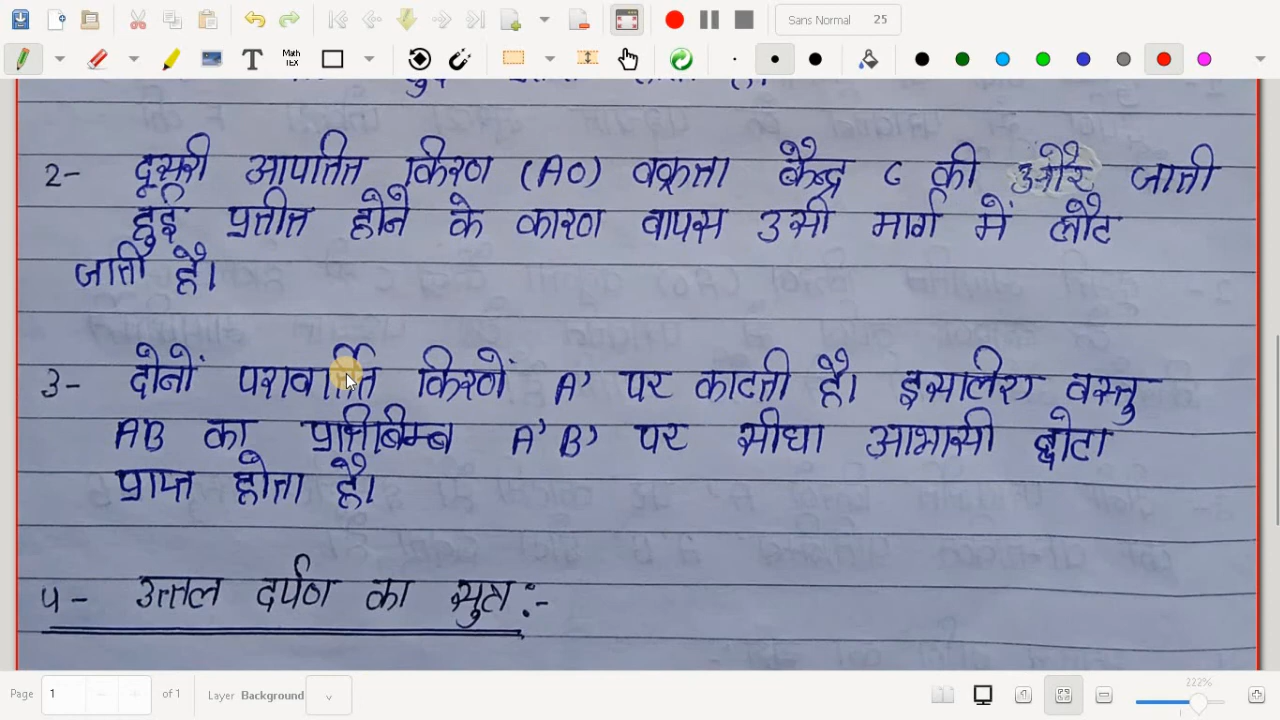 Sans Normal 25
Math TEX T
2- दूसरी आपतित किरण (AO) वक्रता केन्द्र C की ओर जाती
हुई प्रतीत होने के कारण वापस उसी मार्ग में लौट
जाती है।
3- दोनों परावर्तित किरणें A' पर काटती है। इसलिए वस्तु
AB का प्रतिबिम्ब A' B' पर सीधा आभासी छोटा
प्राप्त होता है।
4- उत्तल दर्पण का सुत्र :-
Page 1 of 1 Layer Background 222%